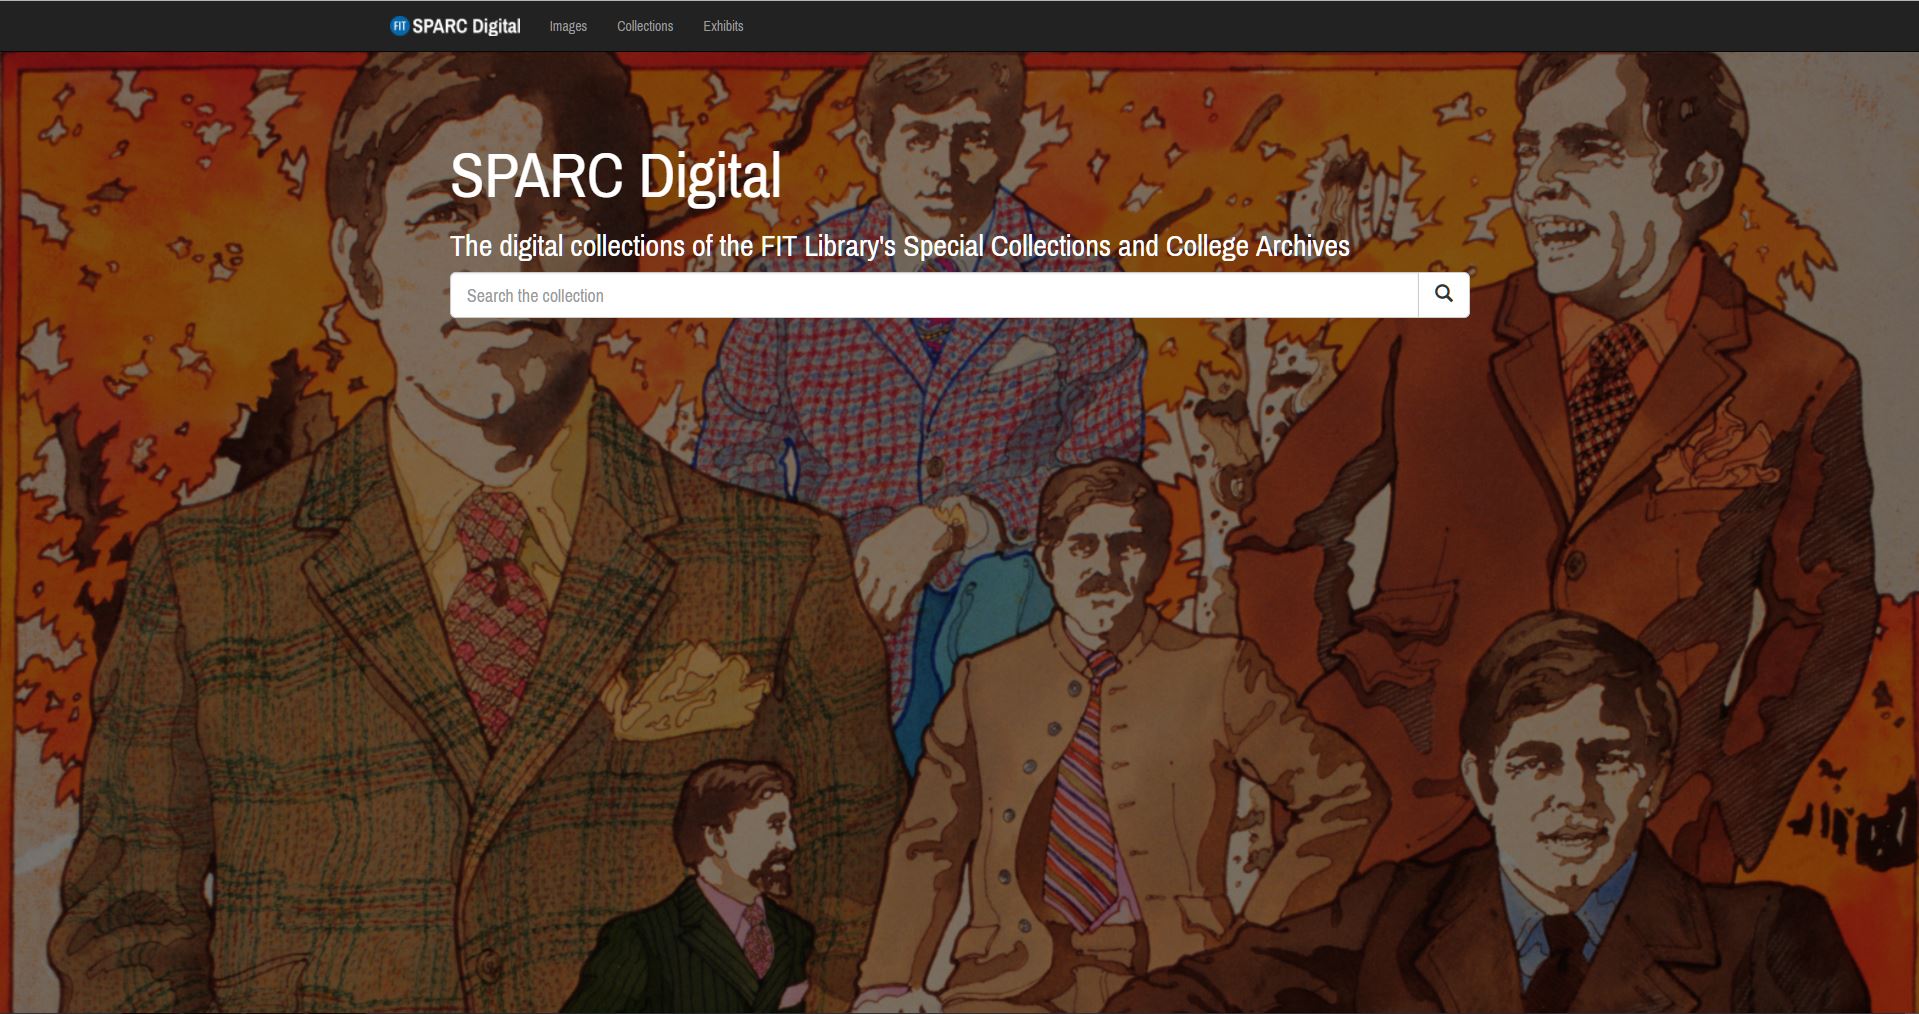 FIT SPARC Digital Images Collections Exhibits
SPARC Digital
The digital collections of the FIT Library's Special Collections and College Archives
Search the collection